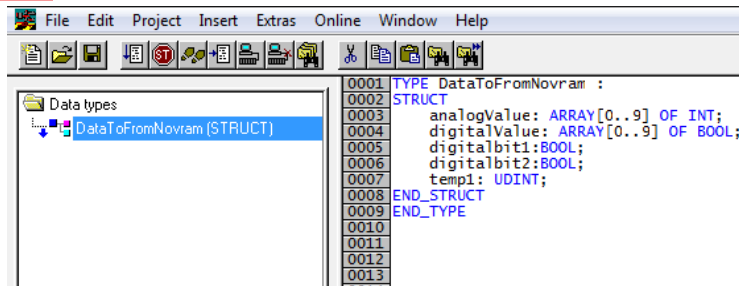 File Edit Project Insert Extras Online Window Help
STOP
Data types
DataToFromNovram (STRUCT)
0001 TYPE DataToFromNovram :
0002 STRUCT
0003 analogValue: ARRAY[0..9] OF INT;
0004 digitalValue: ARRAY[0..9] OF BOOL;
0005 digitalbit1:BOOL;
0006 digitalbit2:BOOL;
0007 temp1: UDINT;
0008 END_STRUCT
0009 END_TYPE
0010
0011
0012
0013